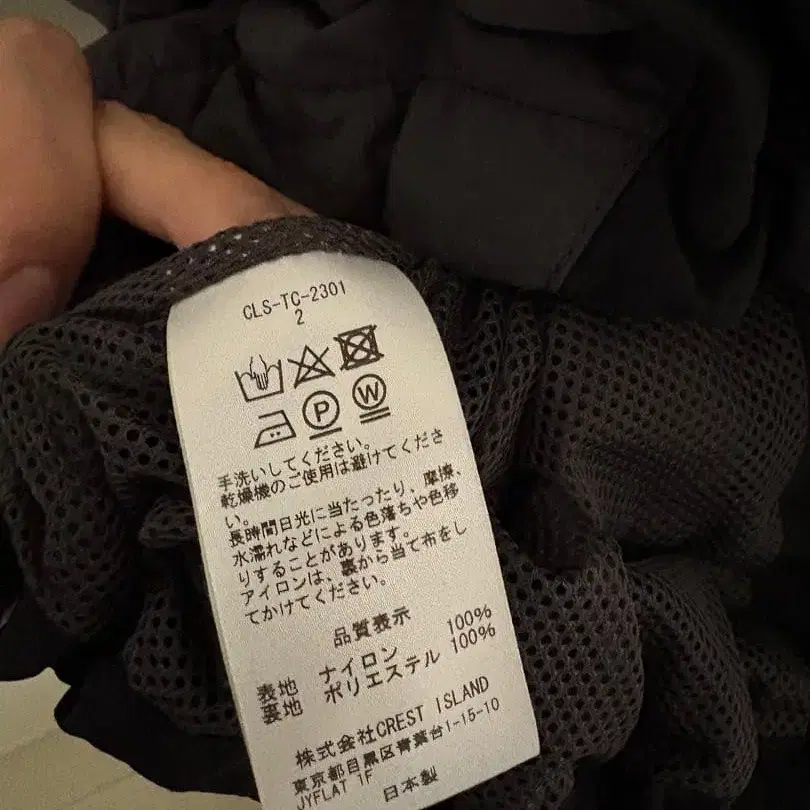 CLS-TC-2301
2
P W
手洗いしてください。
乾燥機のご使用は避けてくださ
い。
長時間日光に当たったり、摩擦、
水濡れなどによる色落ちや色移
りすることがあります。
アイロンは、裏から当て布をし
てかけてください。
品質表示
表地 ナイロン 100%
裏地 ポリエステル 100%
株式会社CREST ISLAND
東京都目黒区青葉台1-15-10
JYFLAT 1F
日本製